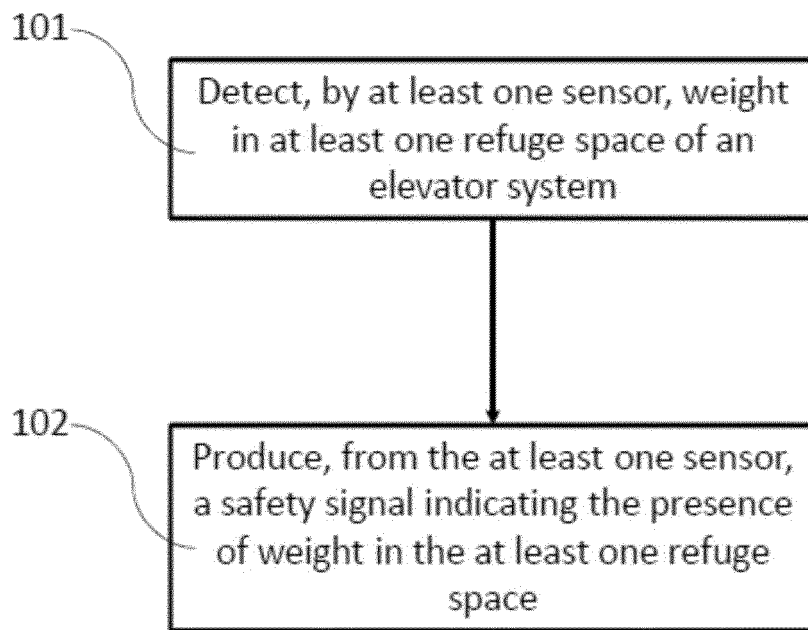 101
Detect, by at least one sensor, weight
in at least one refuge space of an
elevator system
102
Produce, from the at least one sensor,
a safety signal indicating the presence
of weight in the at least one refuge
space